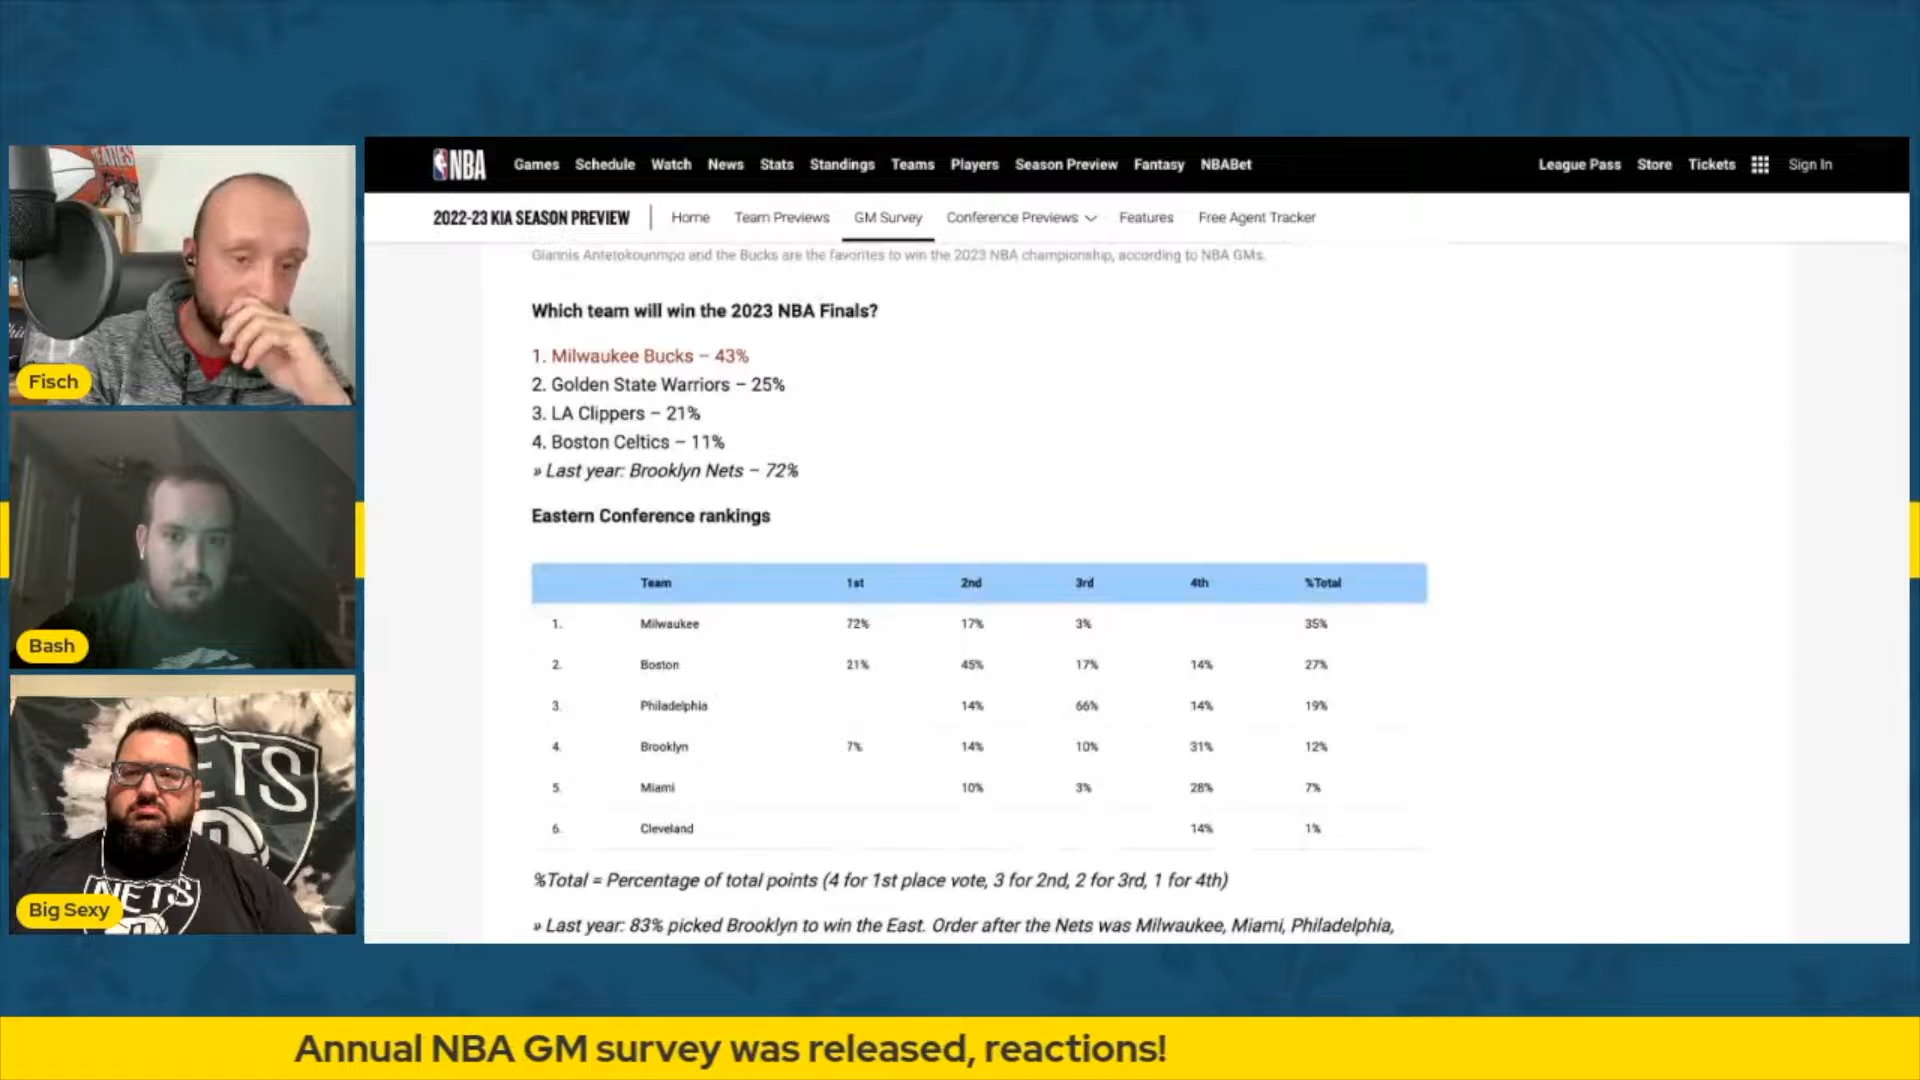 NBA Games Schedule Watch News Stats Standings Teams Players Season Preview Fantasy NBABet League Pass Store Tickets Sign In
2022-23 KIA SEASON PREVIEW Home Team Previews GM Survey Conference Previews Features Free Agent Tracker
Giannis Antetokounmpo and the Bucks are the favorites to win the 2023 NBA championship, according to NBA GMs.
Which team will win the 2023 NBA Finals?
1. Milwaukee Bucks – 43%
2. Golden State Warriors – 25%
3. LA Clippers – 21%
4. Boston Celtics – 11%
» Last year: Brooklyn Nets – 72%
Eastern Conference rankings
Team 1st 2nd 3rd 4th %Total
1. Milwaukee 72% 17% 3% 35%
2. Boston 21% 45% 17% 14% 27%
3. Philadelphia 14% 66% 14% 19%
4. Brooklyn 7% 14% 10% 31% 12%
5. Miami 10% 3% 28% 7%
6. Cleveland 14% 1%
%Total = Percentage of total points (4 for 1st place vote, 3 for 2nd, 2 for 3rd, 1 for 4th)
» Last year: 83% picked Brooklyn to win the East. Order after the Nets was Milwaukee, Miami, Philadelphia,
Fisch
Bash
NETS
NETS
Big Sexy
Annual NBA GM survey was released, reactions!